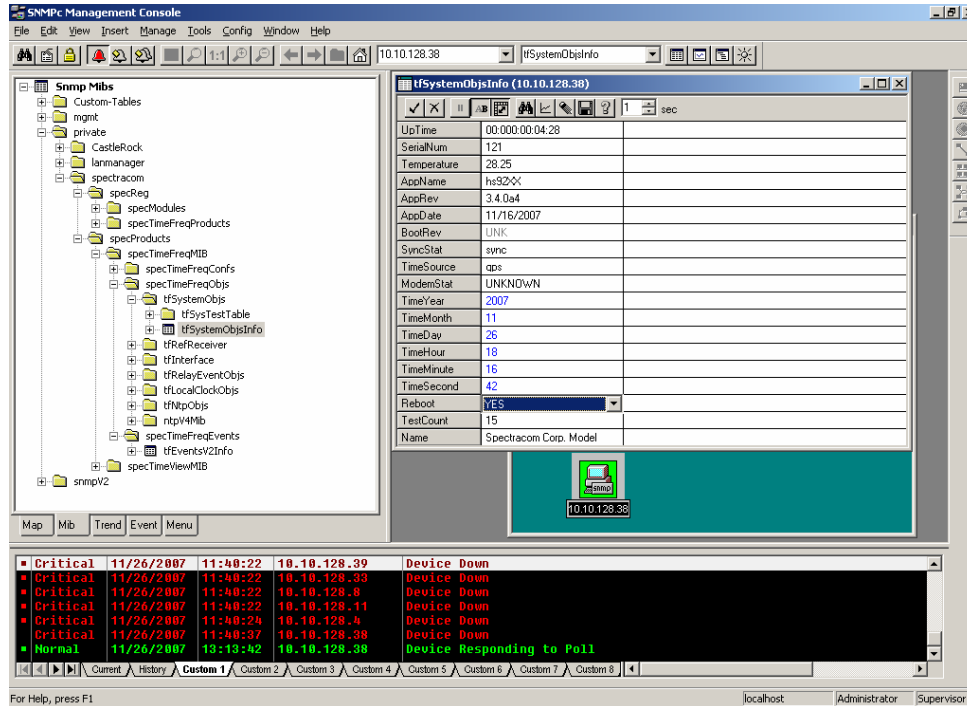 SNMPc Management Console
File Edit View Insert Manage Tools Config Window Help
1:1 10.10.128.38 tfSystemObjsInfo
Snmp Mibs
Custom-Tables
mgmt
private
CastleRock
lanmanager
spectracom
specReg
specModules
specTimeFreqProducts
specProducts
specTimeFreqMIB
specTimeFreqConfs
specTimeFreqObjs
tfSystemObjs
tfSysTestTable
tfSystemObjsInfo
tfRefReceiver
tfInterface
tfRelayEventObj
tfLocalClockObjs
tfNtpObjs
ntpV4Mib
specTimeFreqEvents
tfEventsV2Info
specTimeViewMIB
snmpV2
Map Mib Trend Event Menu
tfSystemObjsInfo (10.10.128.38)
AB 1 sec
UpTime 00:000:00:04:28
SerialNum 121
Temperature 28.25
AppName hs92XX
AppRev 3.4.0a4
AppDate 11/16/2007
BootRev UNK
SyncStat sync
TimeSource gps
ModemStat UNKNOWN
TimeYear 2007
TimeMonth 11
TimeDay 26
TimeHour 18
TimeMinute 16
TimeSecond 42
Reboot YES
TestCount 15
Name Spectracom Corp. Model
snmp
10.10.128.38
Critical 11/26/2007 11:40:22 10.10.128.39 Device Down
Critical 11/26/2007 11:40:22 10.10.128.33 Device Down
Critical 11/26/2007 11:40:22 10.10.128.8 Device Down
Critical 11/26/2007 11:40:22 10.10.128.11 Device Down
Critical 11/26/2007 11:40:24 10.10.128.4 Device Down
Critical 11/26/2007 11:40:37 10.10.128.38 Device Down
Normal 11/26/2007 13:13:42 10.10.128.38 Device Responding to Poll
Current History Custom 1 Custom 2 Custom 3 Custom 4 Custom 5 Custom 6 Custom 7 Custom 8
For Help, press F1 localhost Administrator Supervisor